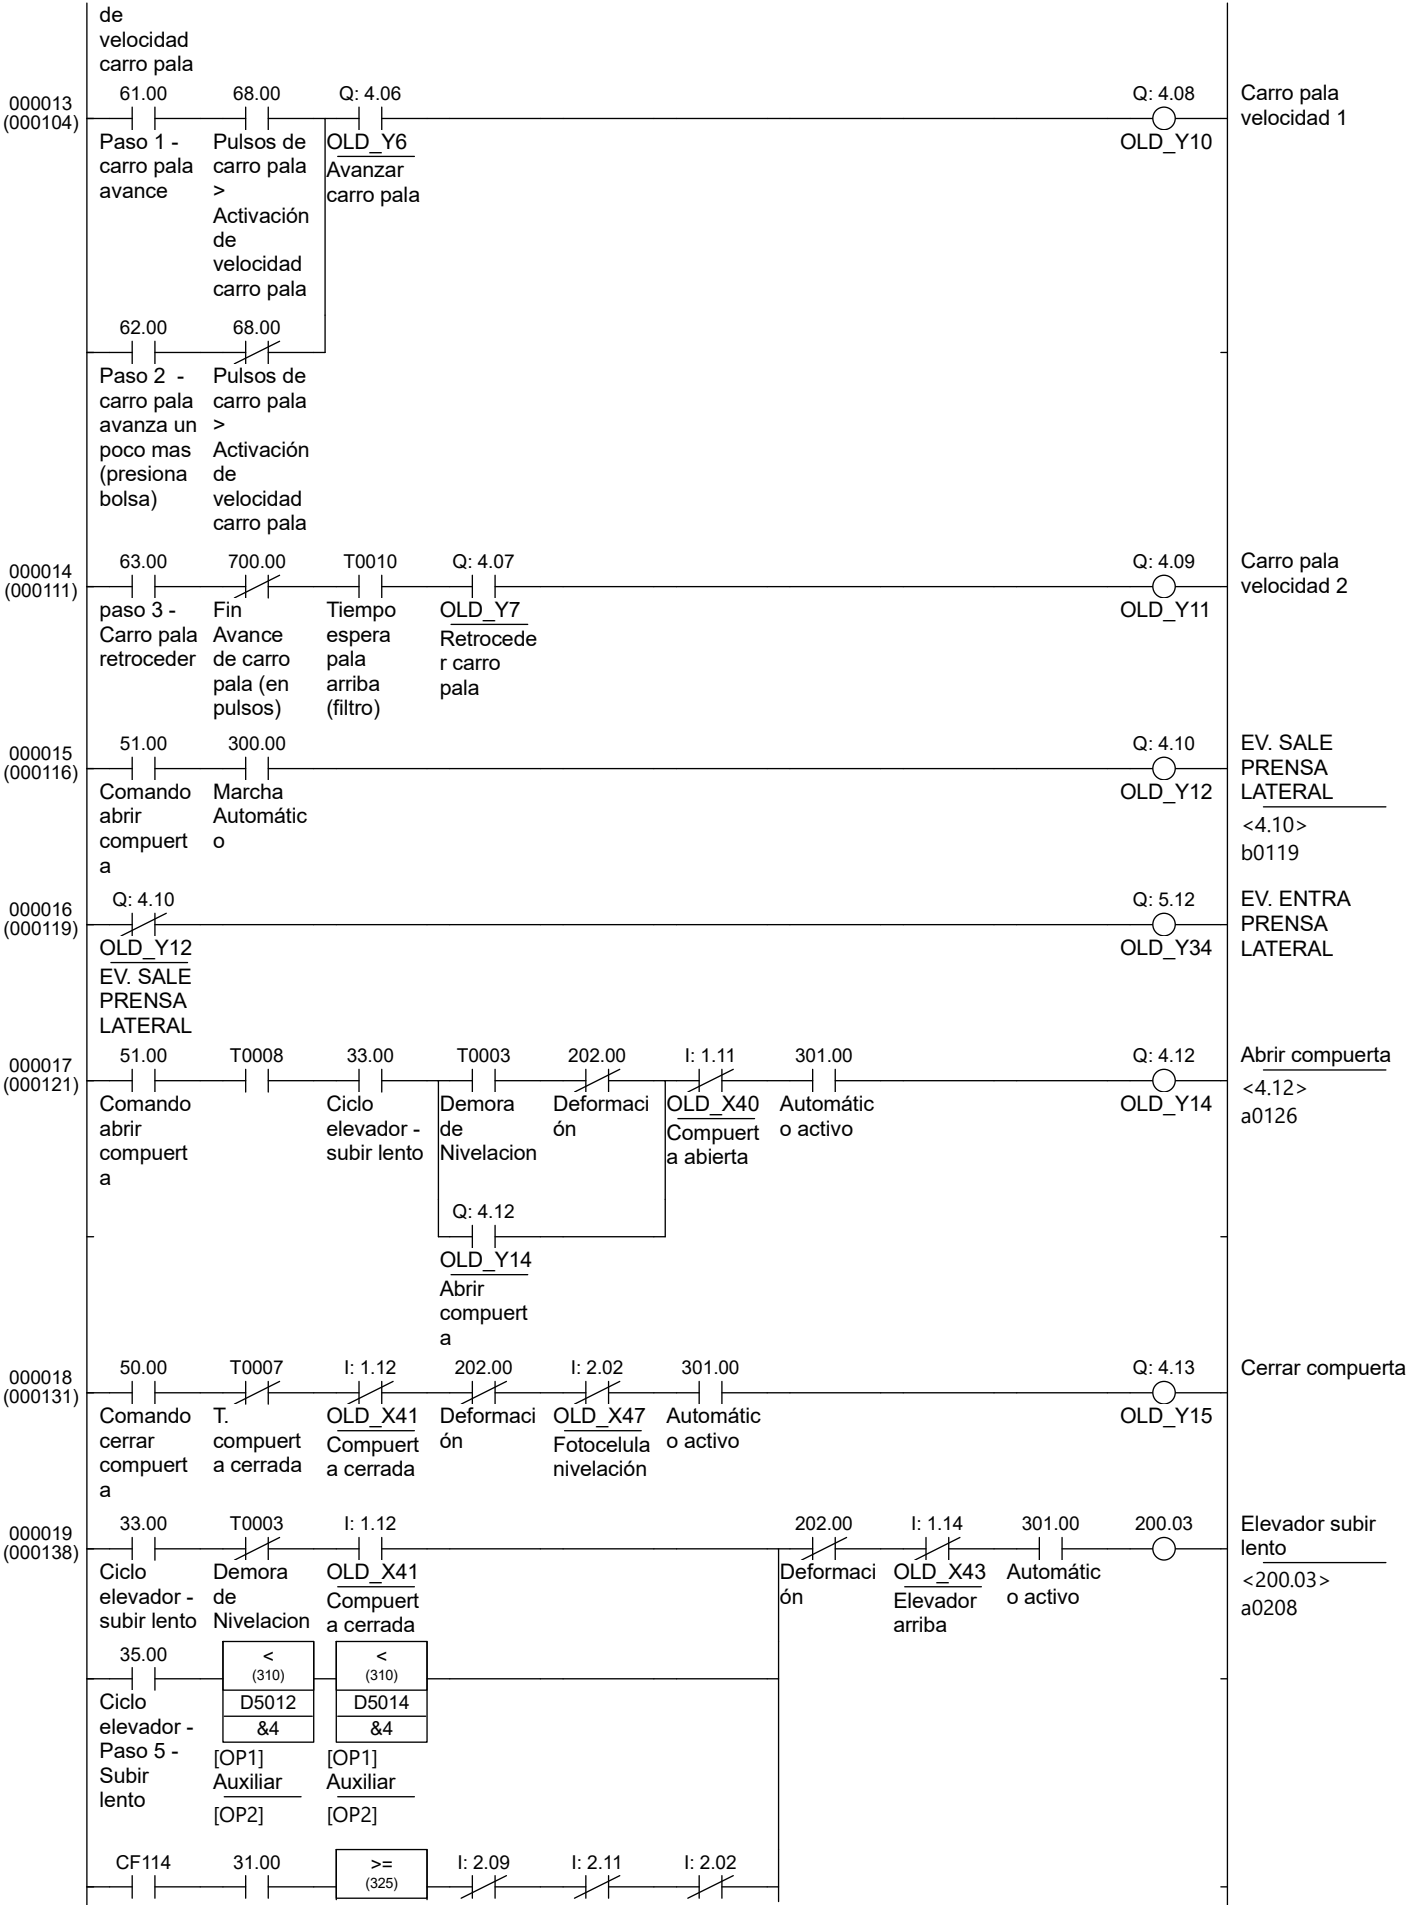 de
velocidad
carro pala
000013
(000104)
61.00
68.00
Q: 4.06
Q: 4.08
Carro pala
velocidad 1
Paso 1 -
carro pala
avance
Pulsos de
carro pala
>
Activación
de
velocidad
carro pala
OLD_Y6
Avanzar
carro pala
OLD_Y10
62.00
68.00
Paso 2 -
carro pala
avanza un
poco mas
(presiona
bolsa)
Pulsos de
carro pala
>
Activación
de
velocidad
carro pala
000014
(000111)
63.00
700.00
T0010
Q: 4.07
Q: 4.09
Carro pala
velocidad 2
paso 3 -
Carro pala
retroceder
Fin
Avance
de carro
pala (en
pulsos)
Tiempo
espera
pala
arriba
(filtro)
OLD_Y7
Retrocede
r carro
pala
OLD_Y11
000015
(000116)
51.00
300.00
Q: 4.10
EV. SALE
PRENSA
LATERAL
<4.10>
b0119
Comando
abrir
compuert
a
Marcha
Automátic
o
OLD_Y12
000016
(000119)
Q: 4.10
Q: 5.12
EV. ENTRA
PRENSA
LATERAL
OLD_Y12
EV. SALE
PRENSA
LATERAL
OLD_Y34
000017
(000121)
51.00
T0008
33.00
T0003
202.00
I: 1.11
301.00
Q: 4.12
Abrir compuerta
<4.12>
a0126
Comando
abrir
compuert
a
Ciclo
elevador -
subir lento
Demora
de
Nivelacion
Deformaci
ón
OLD_X40
Compuert
a abierta
Automátic
o activo
OLD_Y14
Q: 4.12
OLD_Y14
Abrir
compuert
a
000018
(000131)
50.00
T0007
I: 1.12
202.00
I: 2.02
301.00
Q: 4.13
Cerrar compuerta
Comando
cerrar
compuert
a
T.
compuert
a cerrada
OLD_X41
Compuert
a cerrada
Deformaci
ón
OLD_X47
Fotocelula
nivelación
Automátic
o activo
OLD_Y15
000019
(000138)
33.00
T0003
I: 1.12
202.00
I: 1.14
301.00
200.03
Elevador subir
lento
<200.03>
a0208
Ciclo
elevador -
subir lento
Demora
de
Nivelacion
OLD_X41
Compuert
a cerrada
Deformaci
ón
OLD_X43
Elevador
arriba
Automátic
o activo
35.00
<
(310)
D5012
&4
<
(310)
D5014
&4
Ciclo
elevador -
Paso 5 -
Subir
lento
[OP1]
Auxiliar
[OP2]
[OP1]
Auxiliar
[OP2]
CF114
31.00
>=
(325)
I: 2.09
I: 2.11
I: 2.02